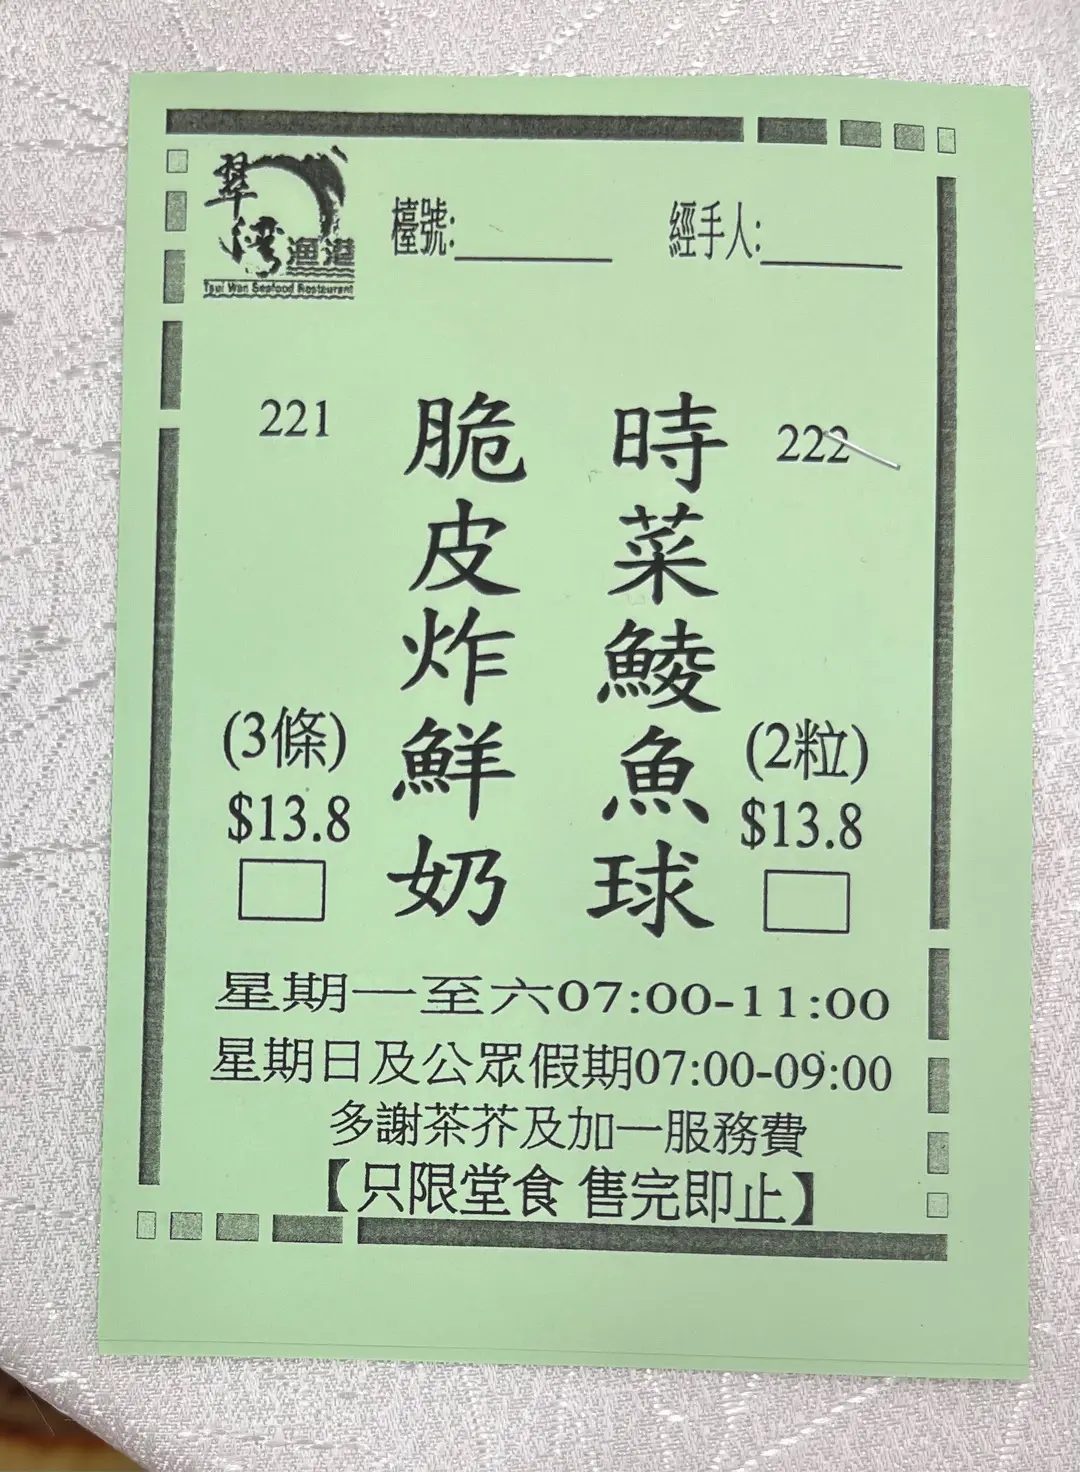 翠灣漁港
Tsui Wan Seafood Restaurant
檯號:
經手人:
222
時菜鯪魚球
(2粒)
$13.8
221
脆皮炸鮮奶
(3條)
$13.8
星期一至六07:00-11:00
星期日及公眾假期07:00-09:00
多謝茶芥及加一服務費
【只限堂食 售完即止】